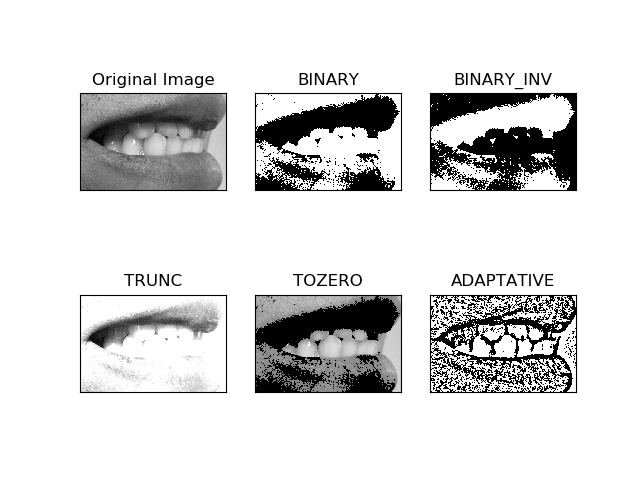 Original Image
BINARY
BINARY_INV
TRUNC
TOZERO
ADAPTATIVE